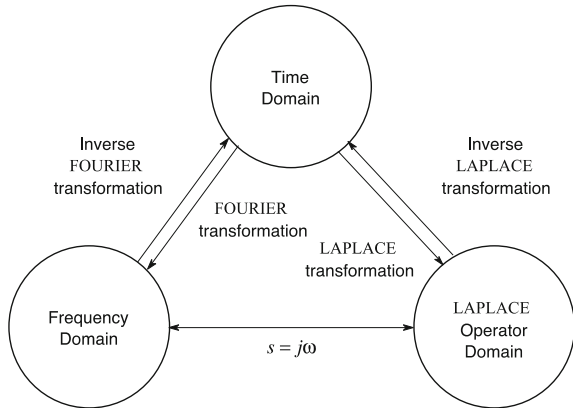 Time
Domain
Inverse
FOURIER
transformation
Inverse
LAPLACE
transformation
FOURIER
transformation
LAPLACE
transformation
Frequency
Domain
LAPLACE
Operator
Domain
s = jω